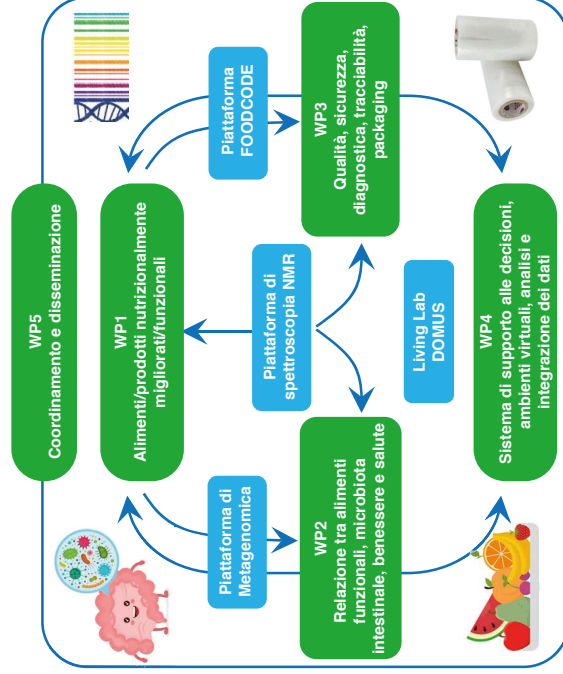 WP5
Coordinamento e disseminazione
WP1
Alimenti/prodotti nutrizionalmente
migliorati/funzionali
Piattaforma di
Metagenomica
Piattaforma di
spettroscopia NMR
Piattaforma
FOODCODE
WP2
Relazione tra alimenti
funzionali, microbiota
intestinale, benessere e salute
WP3
Qualità, sicurezza,
diagnostica, tracciabilità,
packaging
Living Lab
DOMUS
WP4
Sistema di supporto alle decisioni,
ambienti virtuali, analisi e
integrazione dei dati